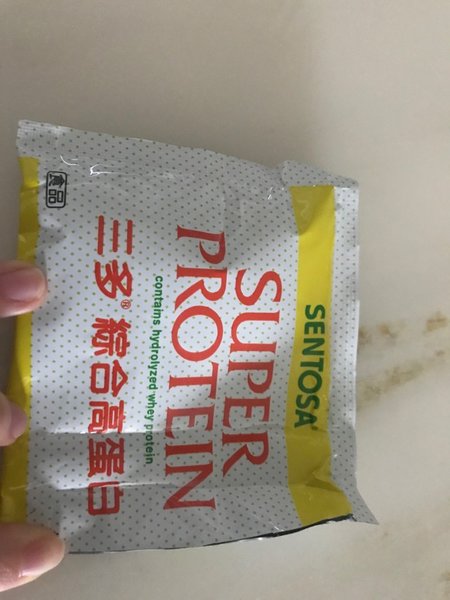 SENTOSA®
SUPER
PROTEIN
contains hydrolyzed whey protein
三多® 綜合高蛋白
食品